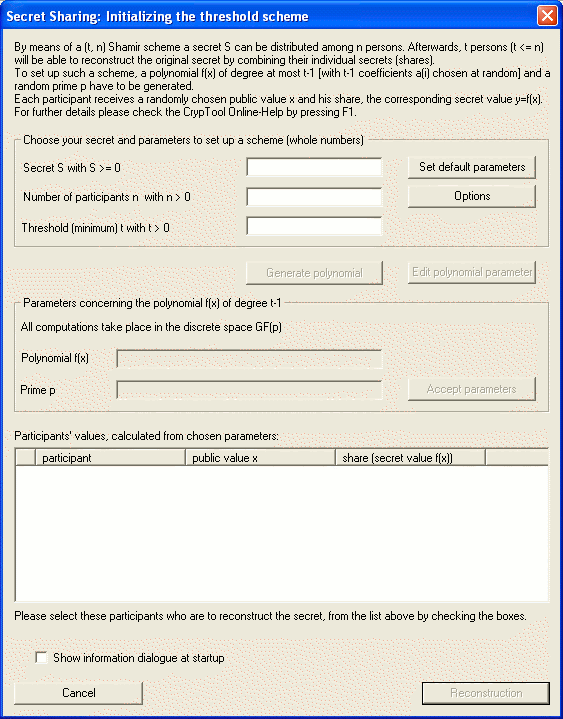 Secret Sharing: Initializing the threshold scheme
By means of a (t, n) Shamir scheme a secret S can be distributed among n persons. Afterwards, t persons (t <= n)
will be able to reconstruct the original secret by combining their individual secrets (shares).
To set up such a scheme, a polynomial f(x) of degree at most t-1 [with t-1 coefficients a(i) chosen at random] and a
random prime p have to be generated.
Each participant receives a randomly chosen public value x and his share, the corresponding secret value y=f(x).
For further details please check the CrypTool Online-Help by pressing F1.
Choose your secret and parameters to set up a scheme (whole numbers)
Secret S with S >= 0
Set default parameters
Number of participants n with n > 0
Options
Threshold (minimum) t with t > 0
Generate polynomial
Edit polynomial parameter
Parameters concerning the polynomial f(x) of degree t-1
All computations take place in the discrete space GF(p)
Polynomial f(x)
Prime p
Accept parameters
Participants' values, calculated from chosen parameters:
participant
public value x
share (secret value f(x))
Please select these participants who are to reconstruct the secret, from the list above by checking the boxes.
Show information dialogue at startup
Cancel
Reconstruction